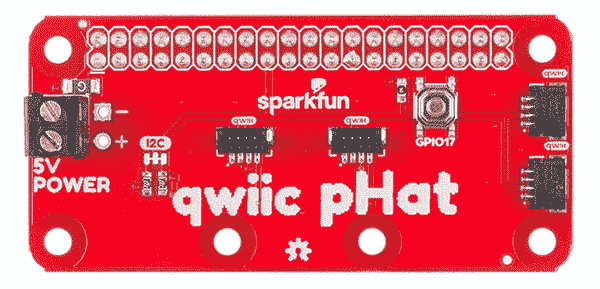 sparkfun
qwiic
qwiic
qwiic
GPIO17
qwiic
-
+
I2C
5V
POWER
qwiic pHat